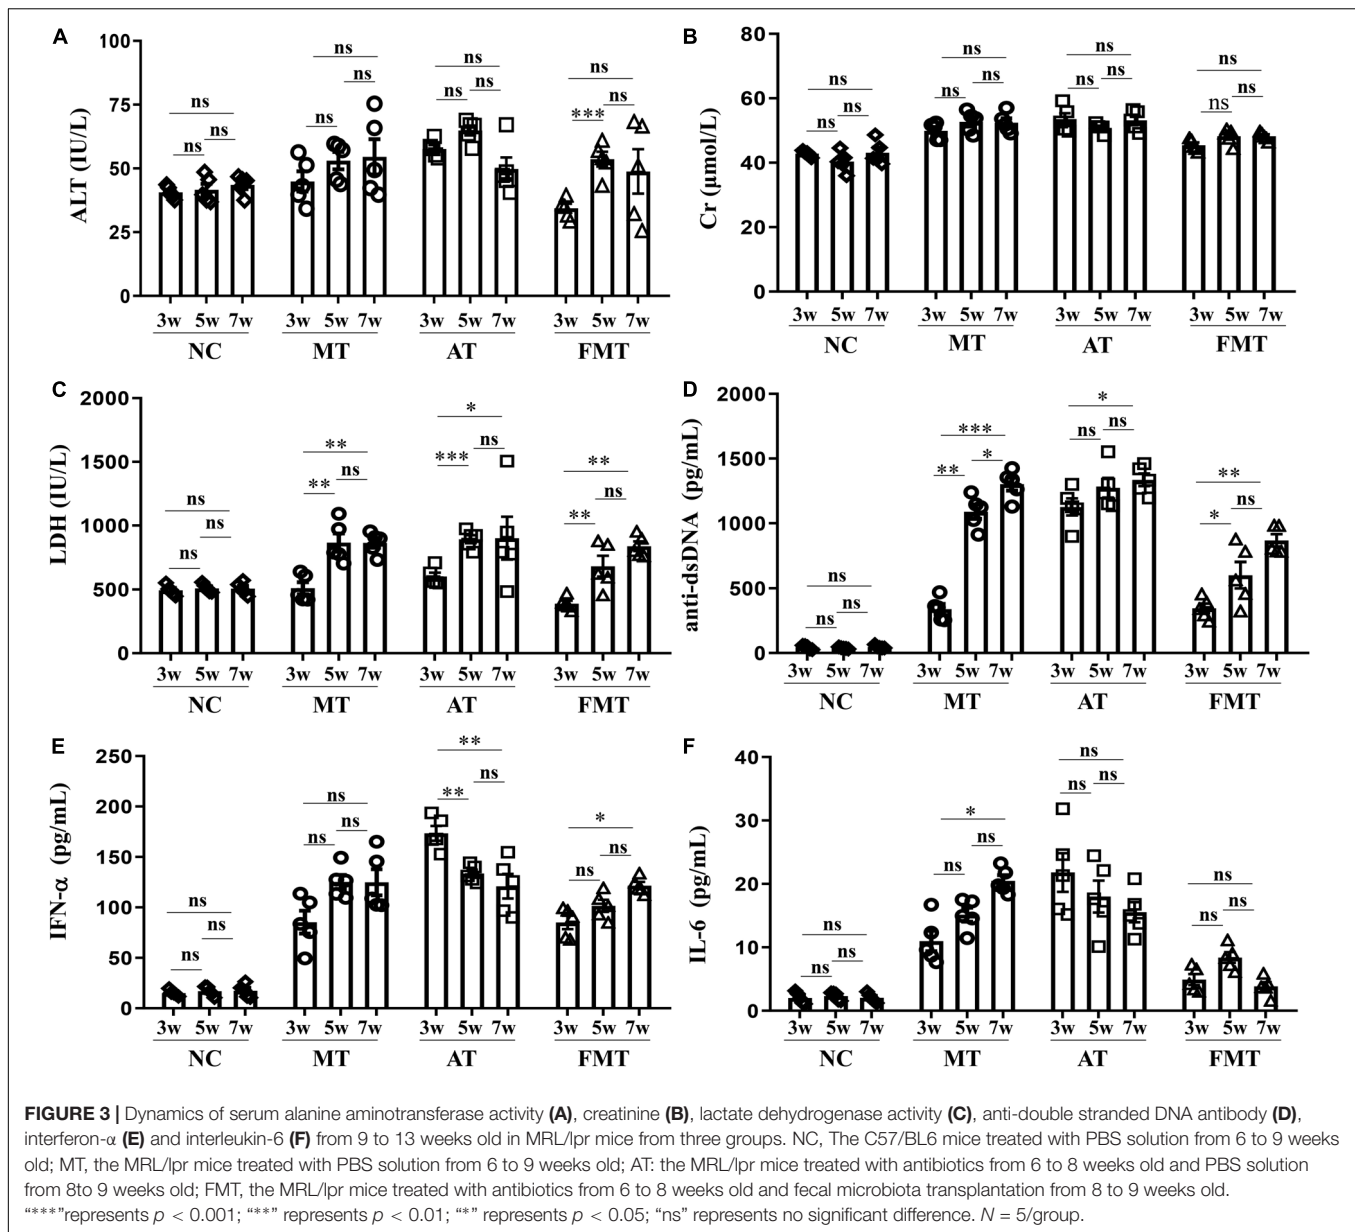 A
ALT (IU/L)
100
75
50
25
0
ns ns ns
ns ns ns
ns ns ns
*** ns ns
3w 5w 7w 3w 5w 7w 3w 5w 7w 3w 5w 7w
NC MT AT FMT
B
Cr (μmol/L)
80
60
40
20
0
ns ns ns
ns ns ns
ns ns ns
ns ns ns
3w 5w 7w 3w 5w 7w 3w 5w 7w 3w 5w 7w
NC MT AT FMT
C
LDH (IU/L)
2000
1500
1000
500
0
ns ns ns
** ns **
*** ns *
** ns **
3w 5w 7w 3w 5w 7w 3w 5w 7w 3w 5w 7w
NC MT AT FMT
D
anti-dsDNA (pg/mL)
2000
1500
1000
500
0
ns ns ns
** * ***
ns ns *
* ns **
3w 5w 7w 3w 5w 7w 3w 5w 7w 3w 5w 7w
NC MT AT FMT
E
IFN-α (pg/mL)
250
200
150
100
50
0
ns ns ns
ns ns ns
** ns **
ns ns *
3w 5w 7w 3w 5w 7w 3w 5w 7w 3w 5w 7w
NC MT AT FMT
F
IL-6 (pg/mL)
40
30
20
10
0
ns ns ns
ns ns *
ns ns ns
ns ns ns
3w 5w 7w 3w 5w 7w 3w 5w 7w 3w 5w 7w
NC MT AT FMT
FIGURE 3 | Dynamics of serum alanine aminotransferase activity (A), creatinine (B), lactate dehydrogenase activity (C), anti-double stranded DNA antibody (D),
interferon-α (E) and interleukin-6 (F) from 9 to 13 weeks old in MRL/lpr mice from three groups. NC, The C57/BL6 mice treated with PBS solution from 6 to 9 weeks
old; MT, the MRL/lpr mice treated with PBS solution from 6 to 9 weeks old; AT: the MRL/lpr mice treated with antibiotics from 6 to 8 weeks old and PBS solution
from 8to 9 weeks old; FMT, the MRL/lpr mice treated with antibiotics from 6 to 8 weeks old and fecal microbiota transplantation from 8 to 9 weeks old.
“***”represents p < 0.001; “**” represents p < 0.01; “*” represents p < 0.05; “ns” represents no significant difference. N = 5/group.